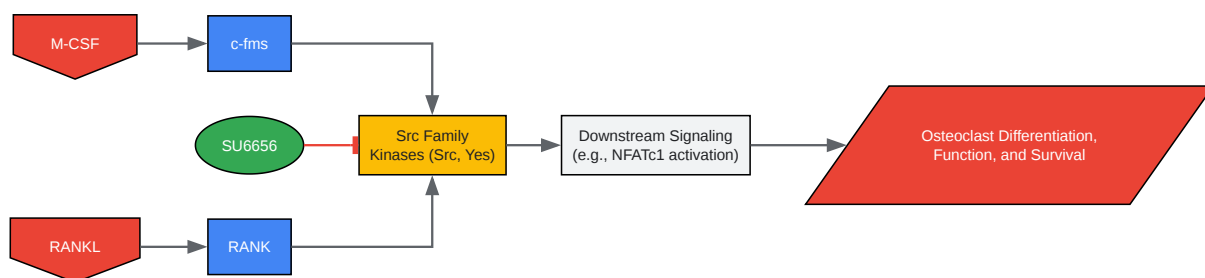 M-CSF
c-fms
SU6656
Src Family
Kinases (Src, Yes)
Downstream Signaling
(e.g., NFATc1 activation)
Osteoclast Differentiation,
Function, and Survival
RANKL
RANK